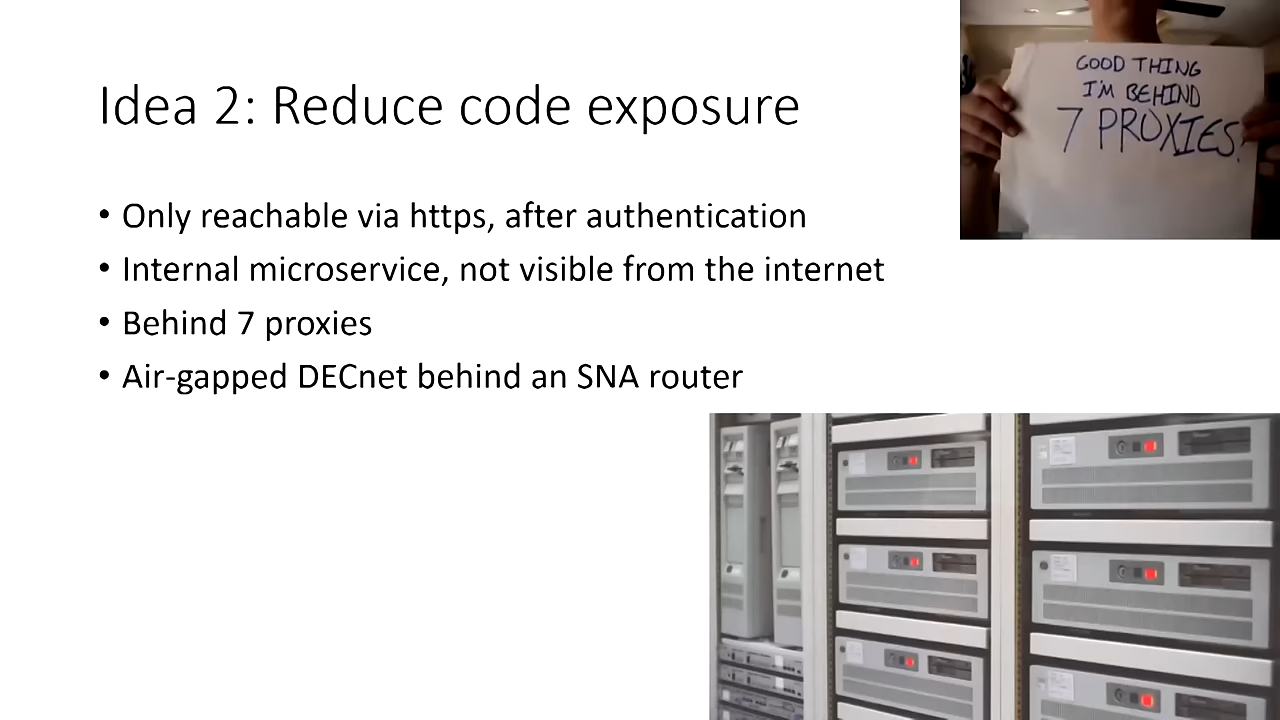 Idea 2: Reduce code exposure
• Only reachable via https, after authentication
• Internal microservice, not visible from the internet
• Behind 7 proxies
• Air-gapped DECnet behind an SNA router
GOOD THING
I'M BEHIND
7 PROXIES.